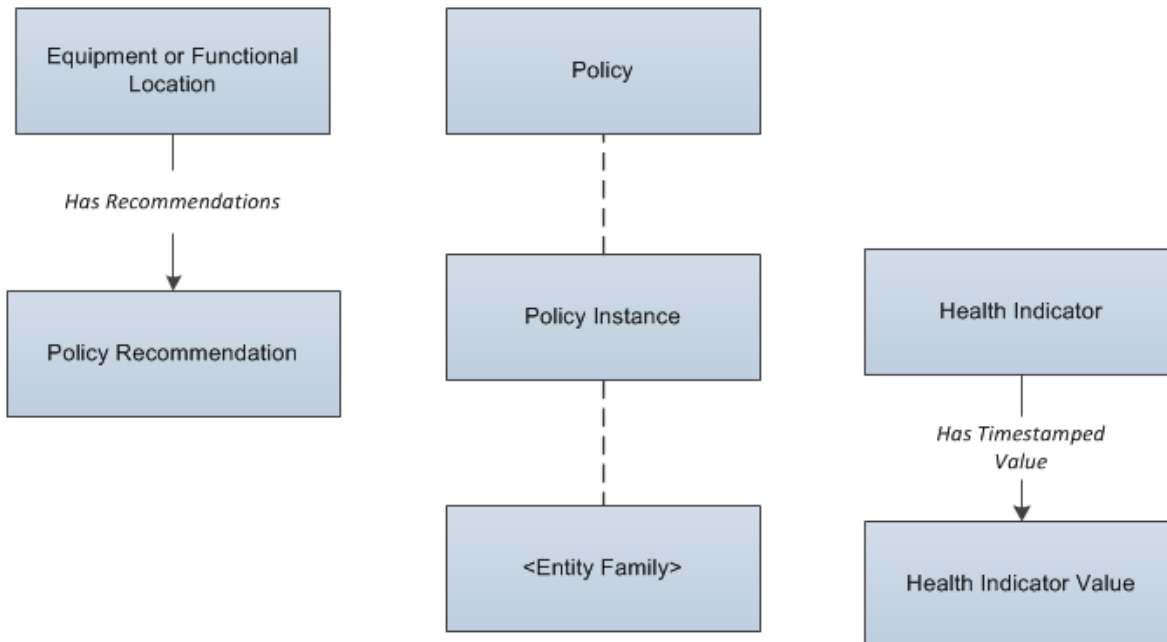 Equipment or Functional
Location
Policy
Has Recommendations
Policy Recommendation
Policy Instance
Health Indicator
Has Timestamped
Value
<Entity Family>
Health Indicator Value